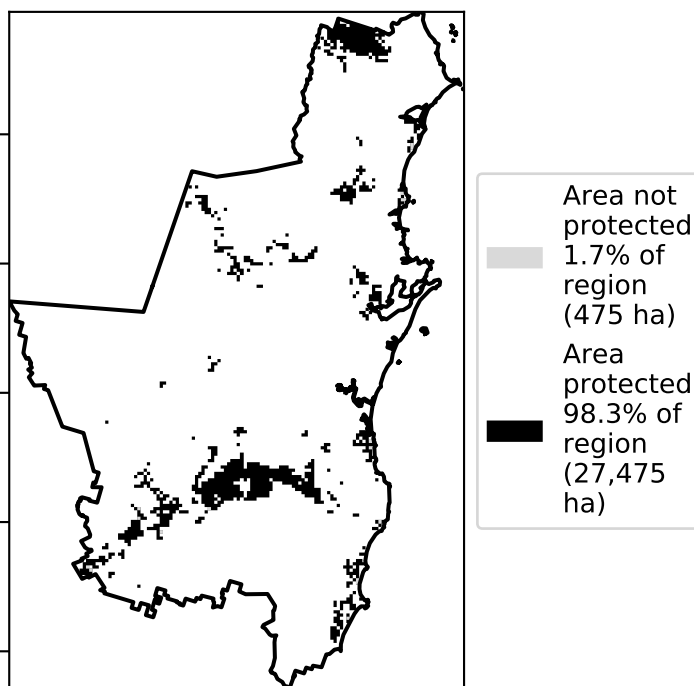 Area not
protected
1.7% of
region
(475 ha)
Area
protected
98.3% of
region
(27,475
ha)